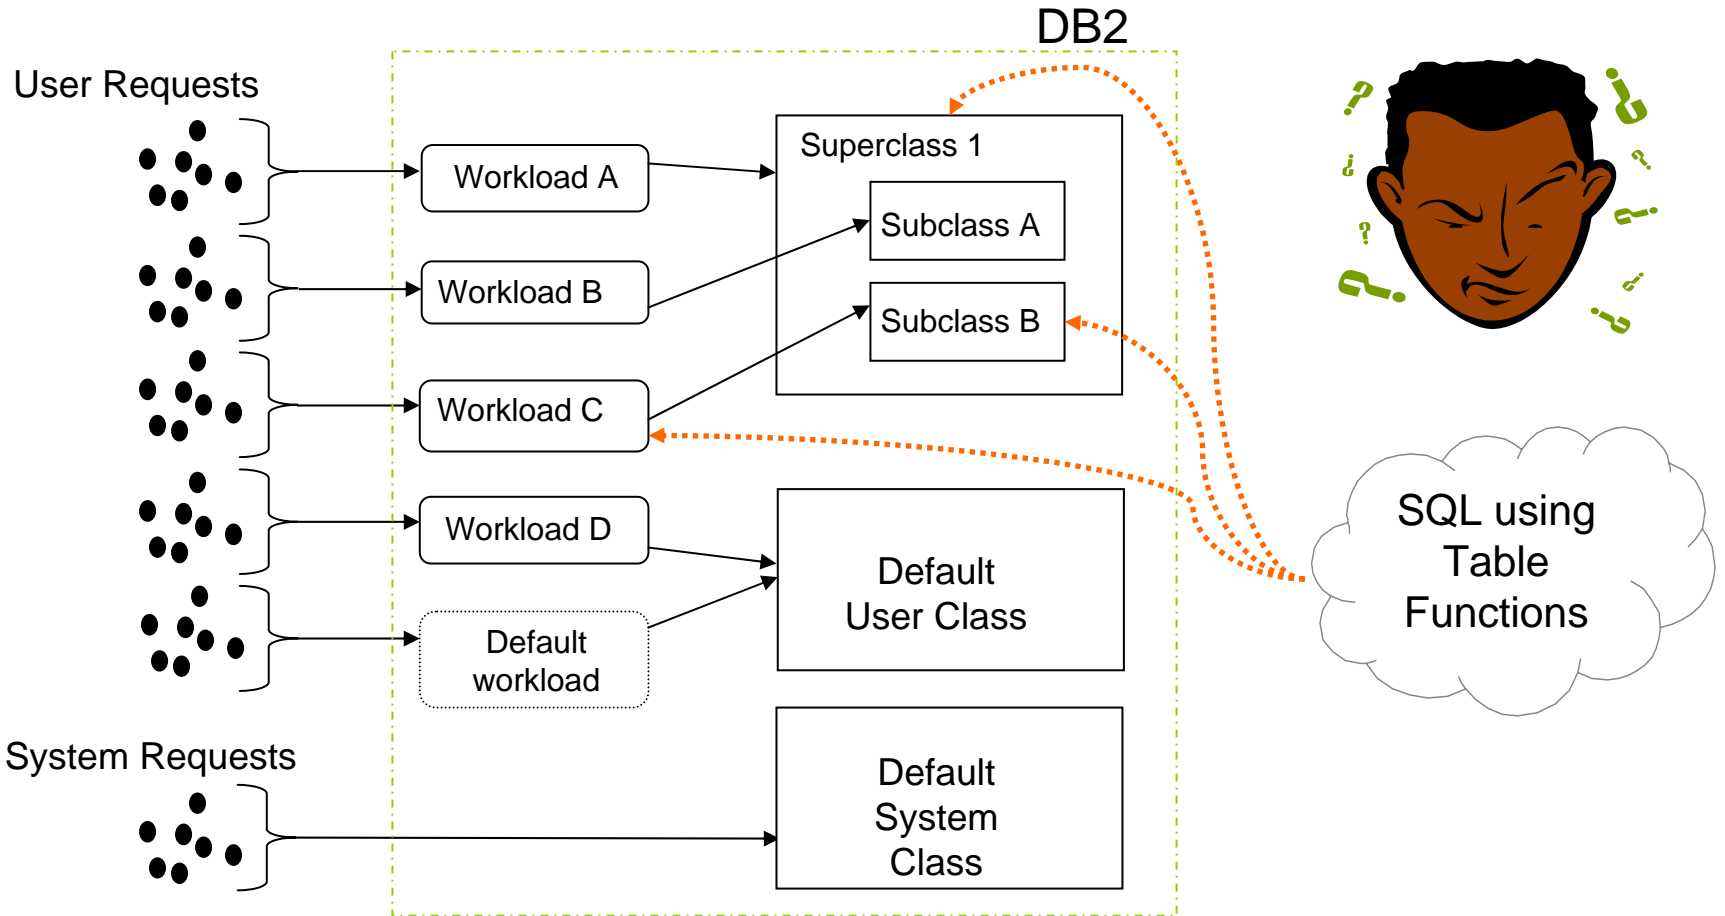 DB2
User Requests
Workload A
Superclass 1
Subclass A
Workload B
Subclass B
Workload C
Workload D
Default
User Class
Default
workload
SQL using
Table
Functions
System Requests
Default
System
Class